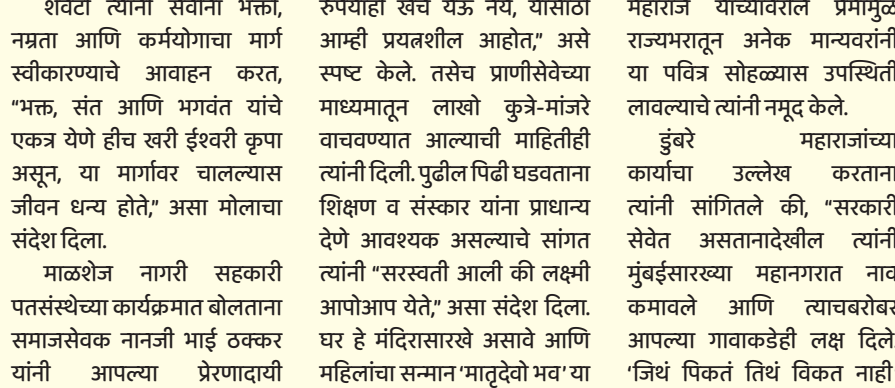 शेवटी त्यांनी सर्वांना भक्ती,
नम्रता आणि कर्मयोगाचा मार्ग
स्वीकारण्याचे आवाहन करत,
“भक्त, संत आणि भगवंत यांचे
एकत्र येणे हीच खरी ईश्वरी कृपा
असून, या मार्गावर चालल्यास
जीवन धन्य होते,” असा मोलाचा
संदेश दिला.
माळशेज नागरी सहकारी
पतसंस्थेच्या कार्यक्रमात बोलताना
समाजसेवक नानजी भाई ठक्कर
यांनी आपल्या प्रेरणादायी
रुपयाही खर्च येऊ नये, यासाठी
आम्ही प्रयत्नशील आहोत,” असे
स्पष्ट केले. तसेच प्राणीसेवेच्या
माध्यमातून लाखो कुत्रे-मांजरे
वाचवण्यात आल्याची माहितीही
त्यांनी दिली. पुढील पिढी घडवताना
शिक्षण व संस्कार यांना प्राधान्य
देणे आवश्यक असल्याचे सांगत
त्यांनी “सरस्वती आली की लक्ष्मी
आपोआप येते,” असा संदेश दिला.
घर हे मंदिरासारखे असावे आणि
महिलांचा सन्मान ‘मातृदेवो भव’ या
महाराज यांच्यावरील प्रेमामुळे
राज्यभरातून अनेक मान्यवरांनी
या पवित्र सोहळ्यास उपस्थिती
लावल्याचे त्यांनी नमूद केले.
डुंबरे महाराजांच्या
कार्याचा उल्लेख करताना
त्यांनी सांगितले की, “सरकारी
सेवेत असतानादेखील त्यांनी
मुंबईसारख्या महानगरात नाव
कमावले आणि त्याचबरोबर
आपल्या गावाकडेही लक्ष दिले.
‘जिथं पिकतं तिथं विकत नाही